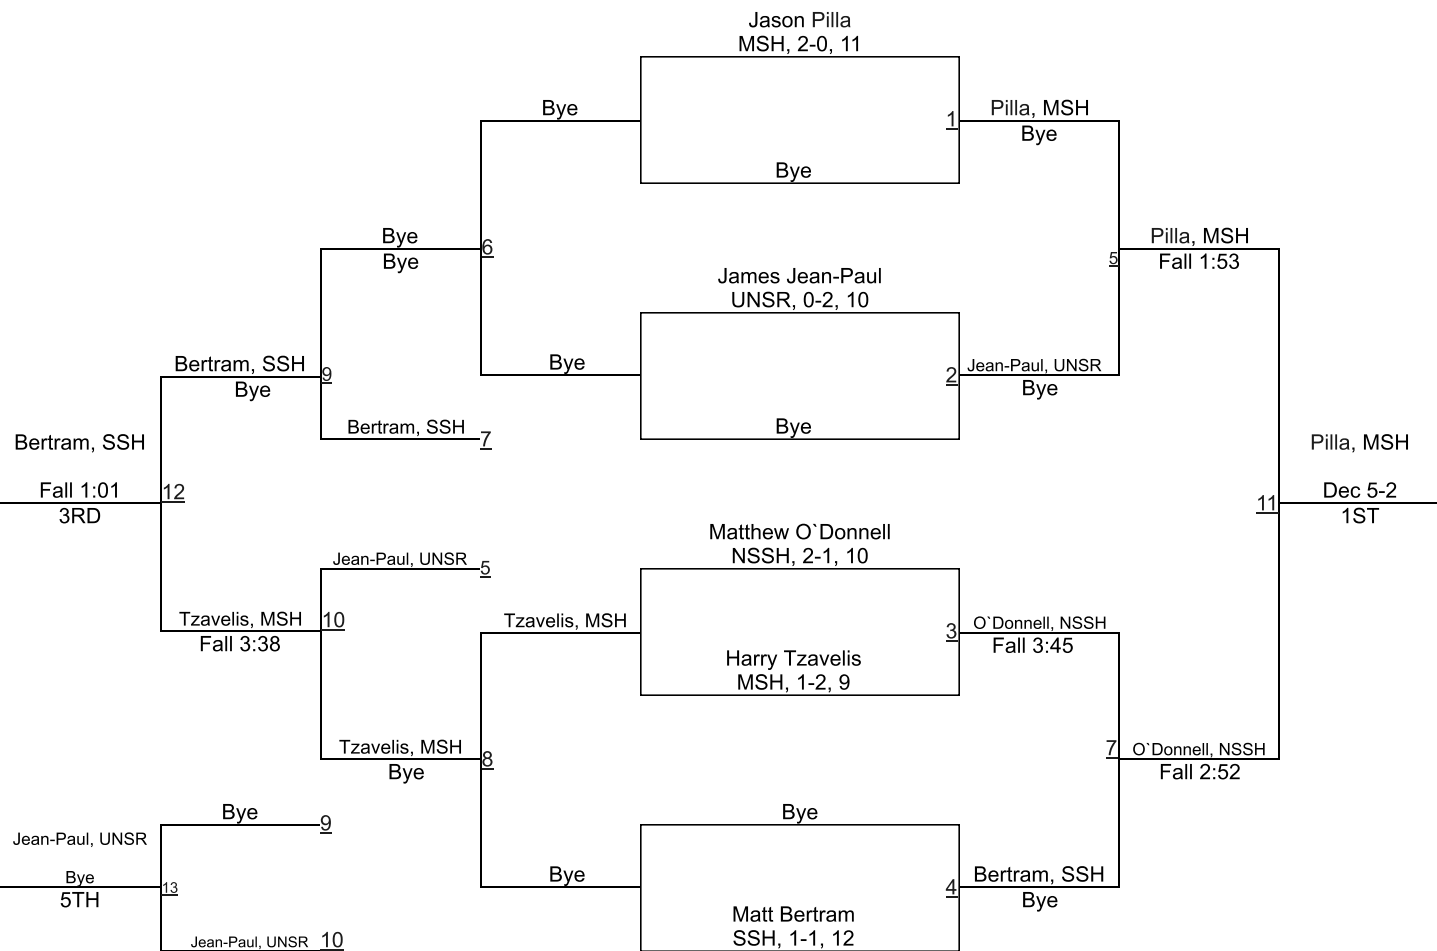 Jason Pilla
MSH, 2-0, 11
Bye
1
Pilla, MSH
Bye
Bye
Bye
Bye
6
Pilla, MSH
5
Fall 1:53
James Jean-Paul
UNSR, 0-2, 10
Bye
2
Jean-Paul, UNSR
Bye
Bye
Bertram, SSH
9
Bye
Bertram, SSH
7
Bertram, SSH
Fall 1:01
12
3RD
Pilla, MSH
11
Dec 5-2
1ST
Matthew O`Donnell
NSSH, 2-1, 10
Jean-Paul, UNSR
5
Tzavelis, MSH
10
Fall 3:38
Tzavelis, MSH
3
O`Donnell, NSSH
Fall 3:45
Harry Tzavelis
MSH, 1-2, 9
Tzavelis, MSH
8
Bye
7
O`Donnell, NSSH
Fall 2:52
Bye
9
Bye
Jean-Paul, UNSR
Bye
13
5TH
Bye
4
Bertram, SSH
Bye
Matt Bertram
SSH, 1-1, 12
Jean-Paul, UNSR
10